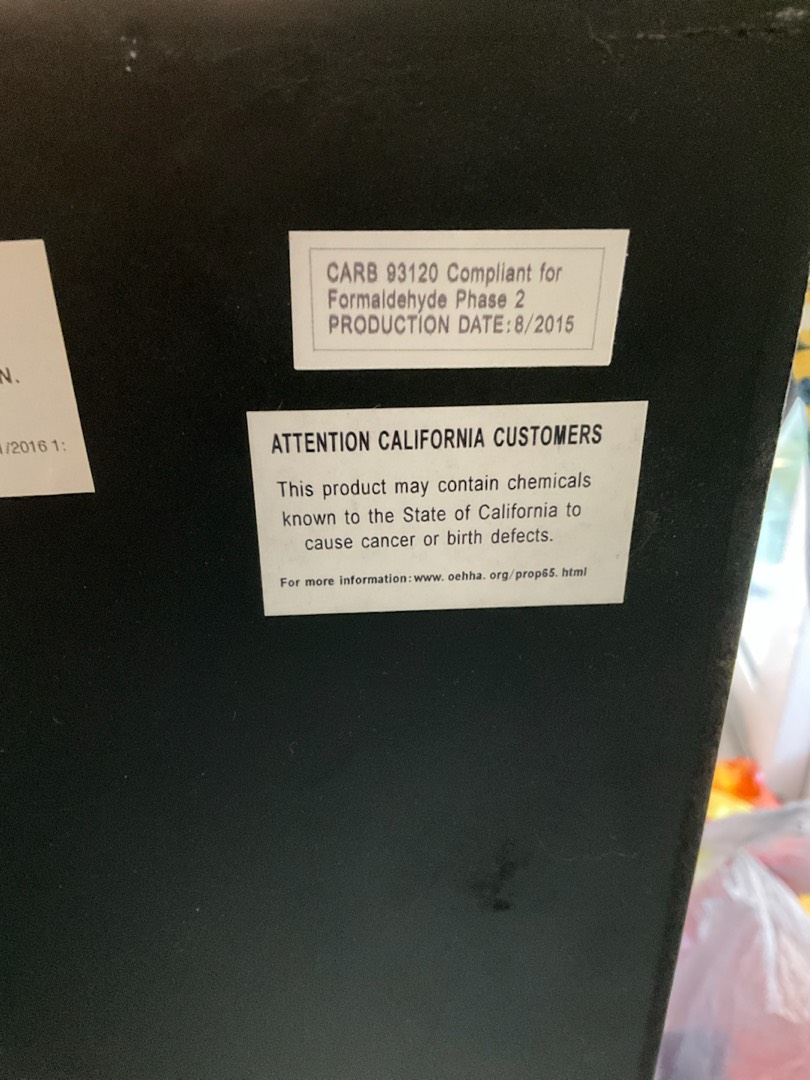 N.
/2016 1:
CARB 93120 Compliant for
Formaldehyde Phase 2
PRODUCTION DATE:8/2015
ATTENTION CALIFORNIA CUSTOMERS
This product may contain chemicals
known to the State of California to
cause cancer or birth defects.
For more information:www. oehha. org/prop65. html